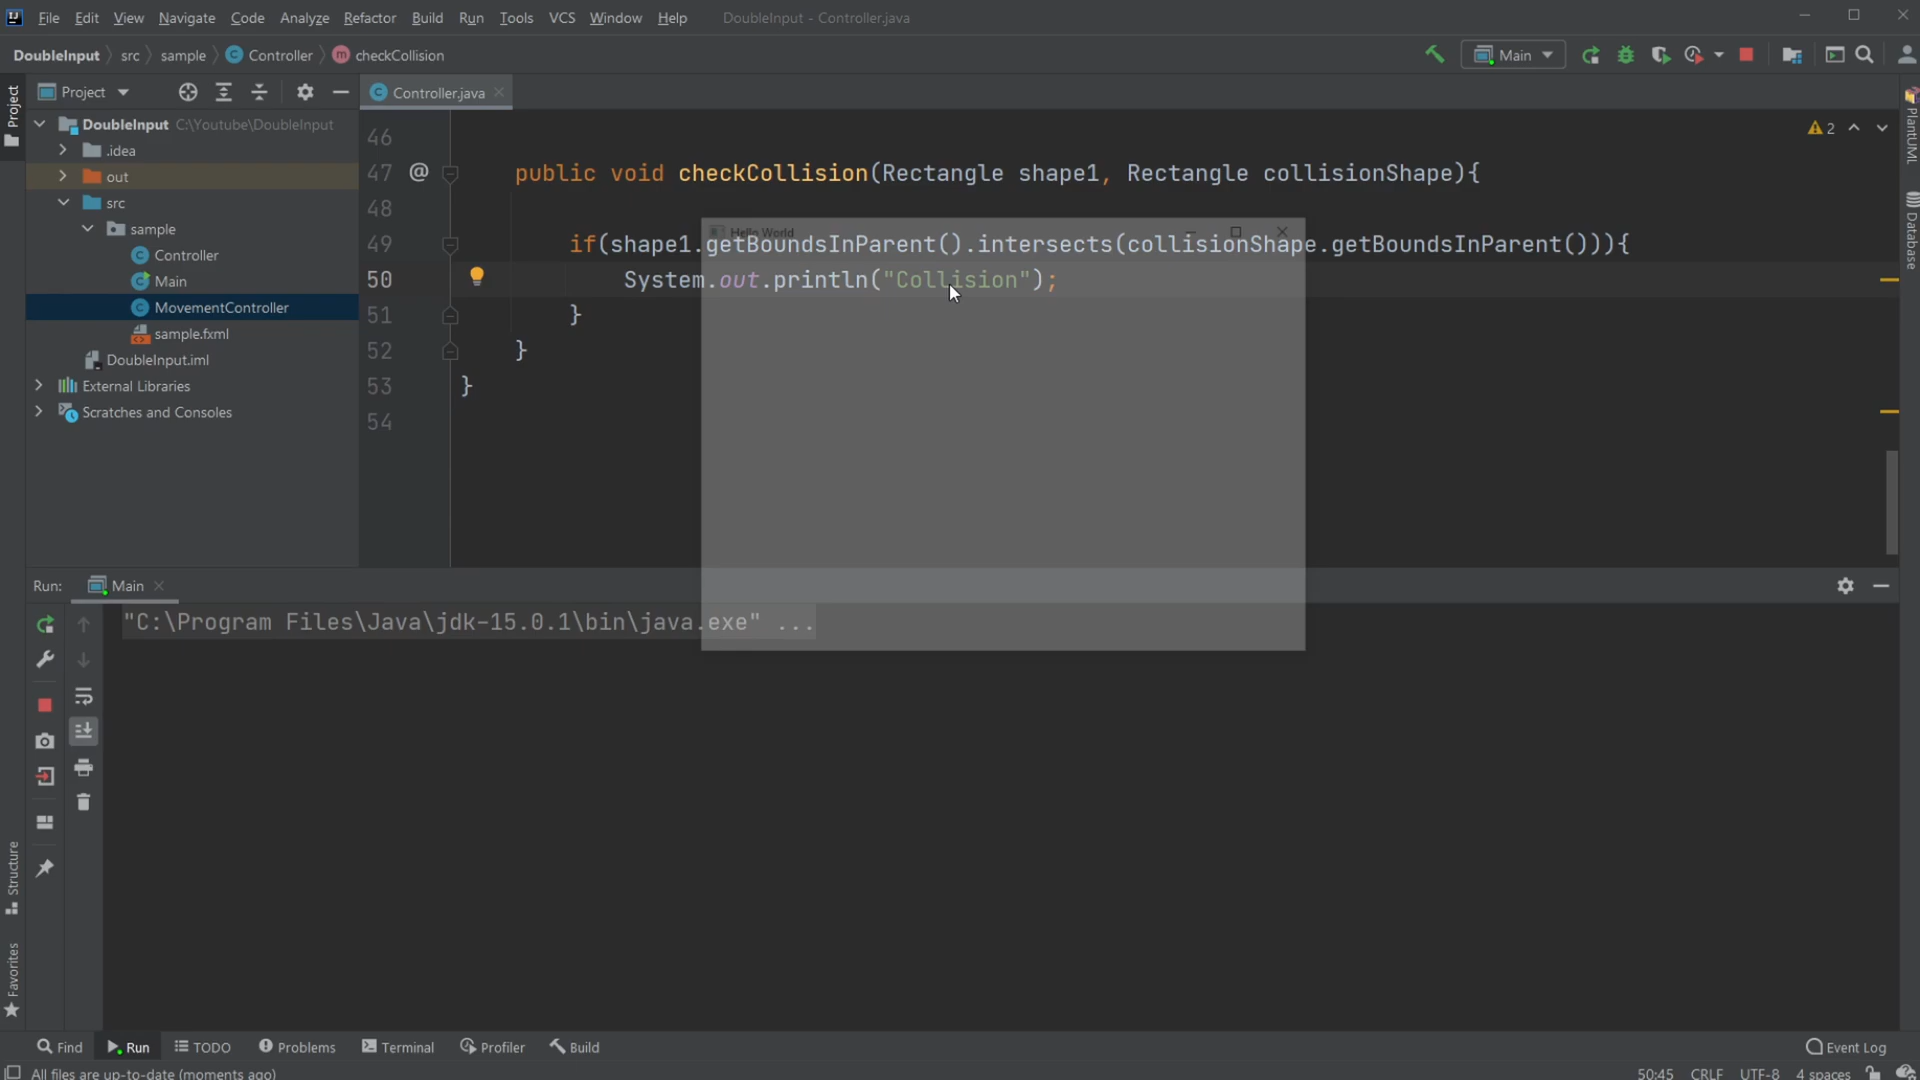 File Edit View Navigate Code Analyze Refactor Build Run Tools VCS Window Help DoubleInput - Controller.java
DoubleInput src sample Controller checkCollision Main
Project Controller.java
Project
DoubleInput C:\Youtube\DoubleInput
.idea
out
src
sample
Controller
Main
MovementController
sample.fxml
DoubleInput.iml
External Libraries
Scratches and Consoles
46
47 @ public void checkCollision(Rectangle shape1, Rectangle collisionShape){
48
Hello World
49 if(shape1.getBoundsInParent().intersects(collisionShape.getBoundsInParent())){
50 System.out.println("Collision");
51 }
52 }
53 }
54
2
PlantUML
Database
Run: Main
"C:\Program Files\Java\jdk-15.0.1\bin\java.exe" ...
Structure
Favorites
Find Run TODO Problems Terminal Profiler Build Event Log
All files are up-to-date (moments ago) 50:45 CRLF UTF-8 4 spaces